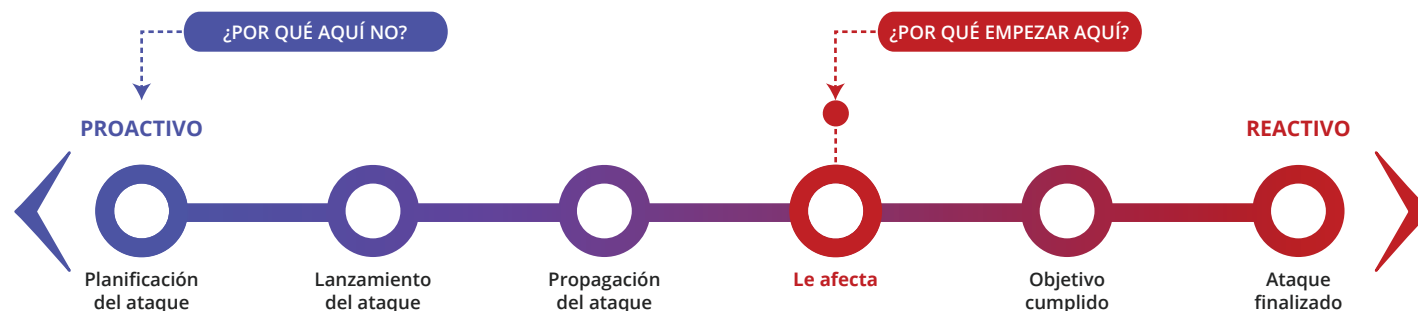 ¿POR QUÉ AQUÍ NO?
¿POR QUÉ EMPEZAR AQUÍ?
PROACTIVO
REACTIVO
Planificación
del ataque
Lanzamiento
del ataque
Propagación
del ataque
Le afecta
Objetivo
cumplido
Ataque
finalizado